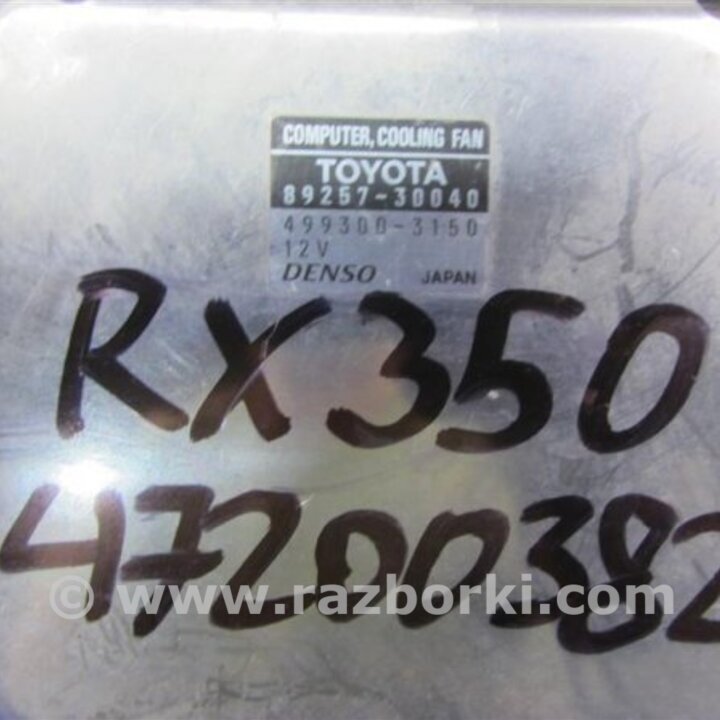 COMPUTER, COOLING FAN
TOYOTA
89257-30040
499300-3150
12V
DENSO JAPAN
RX350
47200382
© www.razborki.com